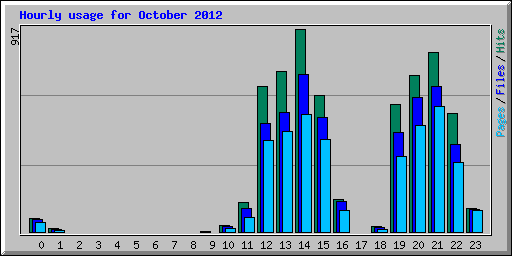 Hourly usage for October 2012
917
Pages / Files / Hits
0 1 2 3 4 5 6 7 8 9 10 11 12 13 14 15 16 17 18 19 20 21 22 23